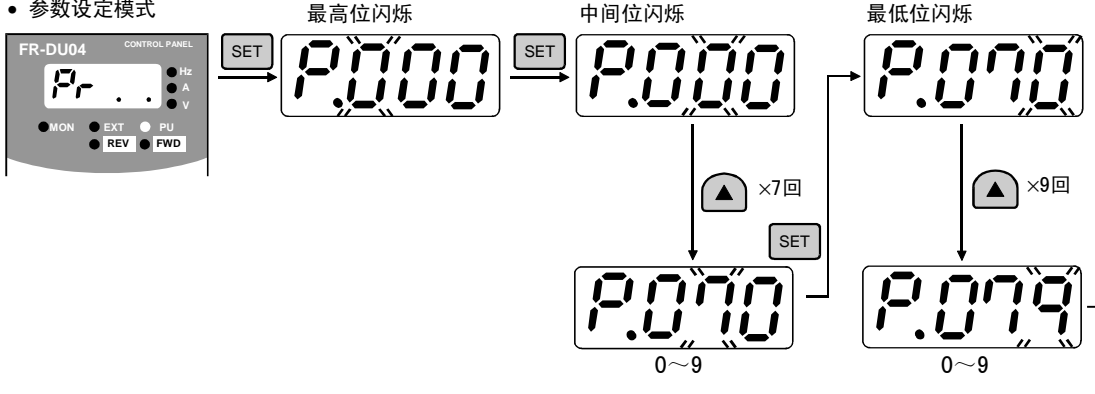 • 参数设定模式
最高位闪烁
中间位闪烁
最低位闪烁
FR-DU04 CONTROL PANEL
Pr . .
Hz
A
V
MON EXT PU
REV FWD
SET
P.000
SET
P.000
P.070
×7回
SET
×9回
P.070
P.079
0～9
0～9